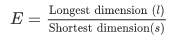 E = Longest dimension (l)
Shortest dimension(s)